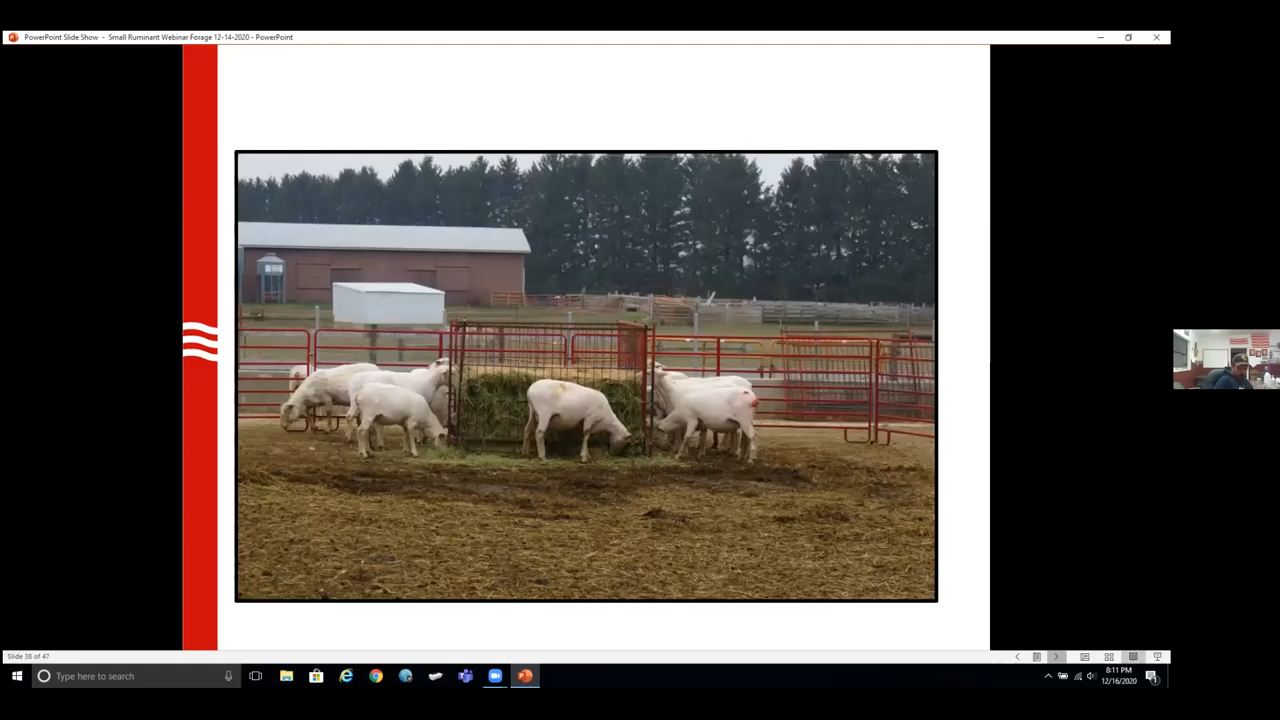 PowerPoint Slide Show - Small Ruminant Webinar Forage 12-14-2020 - PowerPoint
Slide 38 of 47
Type here to search
8:11 PM
12/16/2020